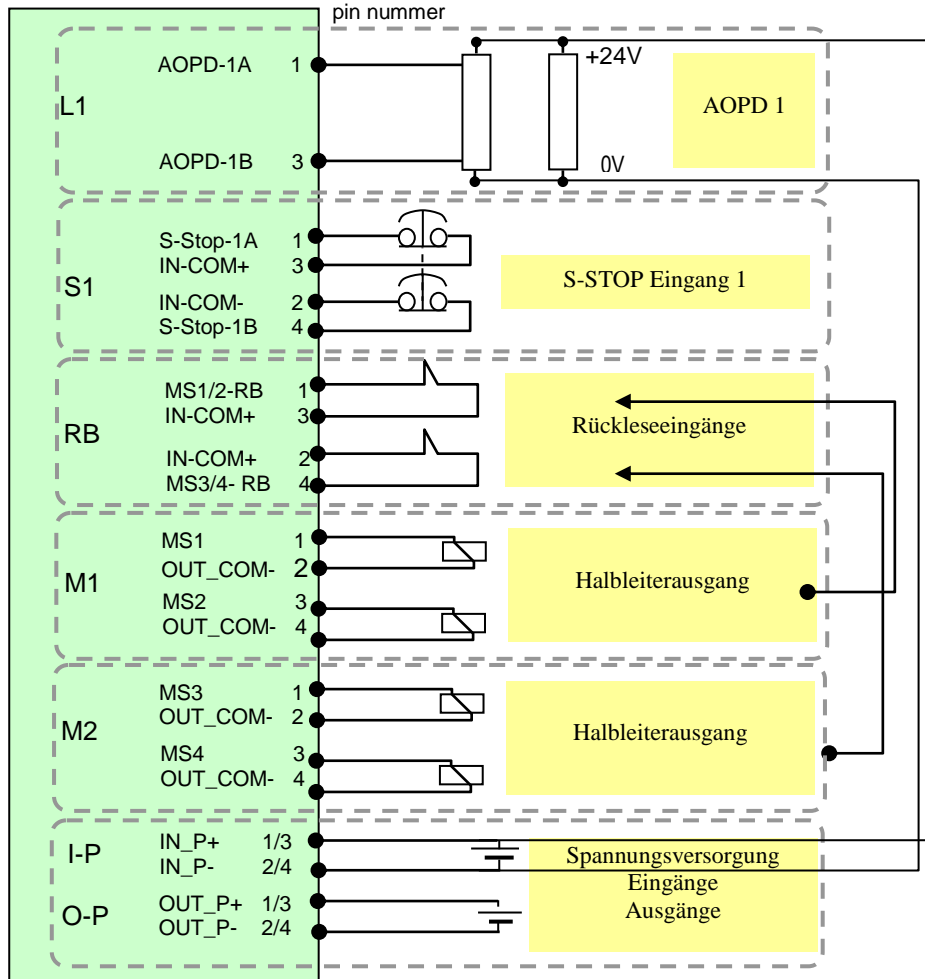 pin nummer
L1
AOPD-1A 1
AOPD-1B 3
+24V
0V
AOPD 1
S1
S-Stop-1A 1
IN-COM+ 3
IN-COM- 2
S-Stop-1B 4
S-STOP Eingang 1
RB
MS1/2-RB 1
IN-COM+ 3
IN-COM+ 2
MS3/4- RB 4
Rückleseeingänge
M1
MS1 1
OUT_COM- 2
MS2 3
OUT_COM- 4
Halbleiterausgang
M2
MS3 1
OUT_COM- 2
MS4 3
OUT_COM- 4
Halbleiterausgang
I-P
IN_P+ 1/3
IN_P- 2/4
O-P
OUT_P+ 1/3
OUT_P- 2/4
Spannungsversorgung
Eingänge
Ausgänge